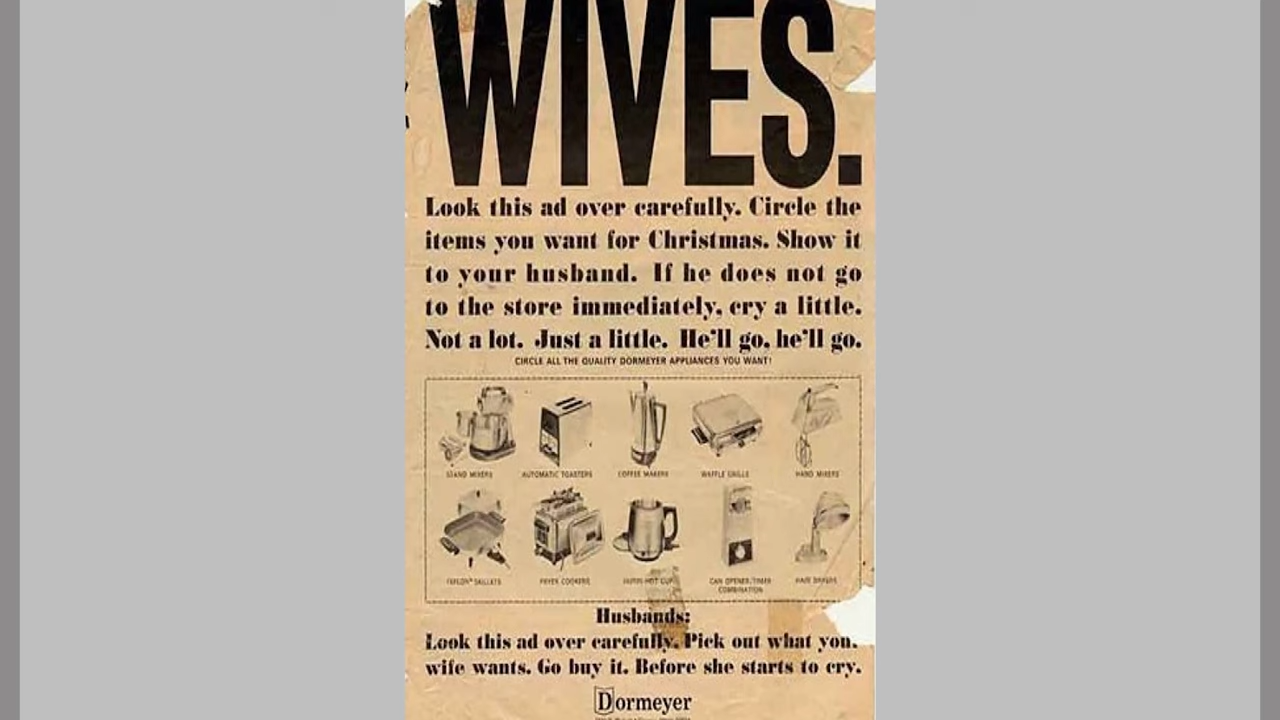 WIVES.
Look this ad over carefully. Circle the
items you want for Christmas. Show it
to your husband. If he does not go
to the store immediately, cry a little.
Not a lot. Just a little. He'll go, he'll go.
CIRCLE ALL THE QUALITY DORMEYER APPLIANCES YOU WANT!
STAND MIXERS AUTOMATIC TOASTERS COFFEE MAKERS WAFFLE GRILLS HAND MIXERS
TEFLON* SKILLETS FRYER COOKERS HOT CUP CAN OPENER/TIMER HAIR DRYERS
COMBINATION
Husbands:
Look this ad over carefully. Pick out what you.
wife wants. Go buy it. Before she starts to cry.
Dormeyer